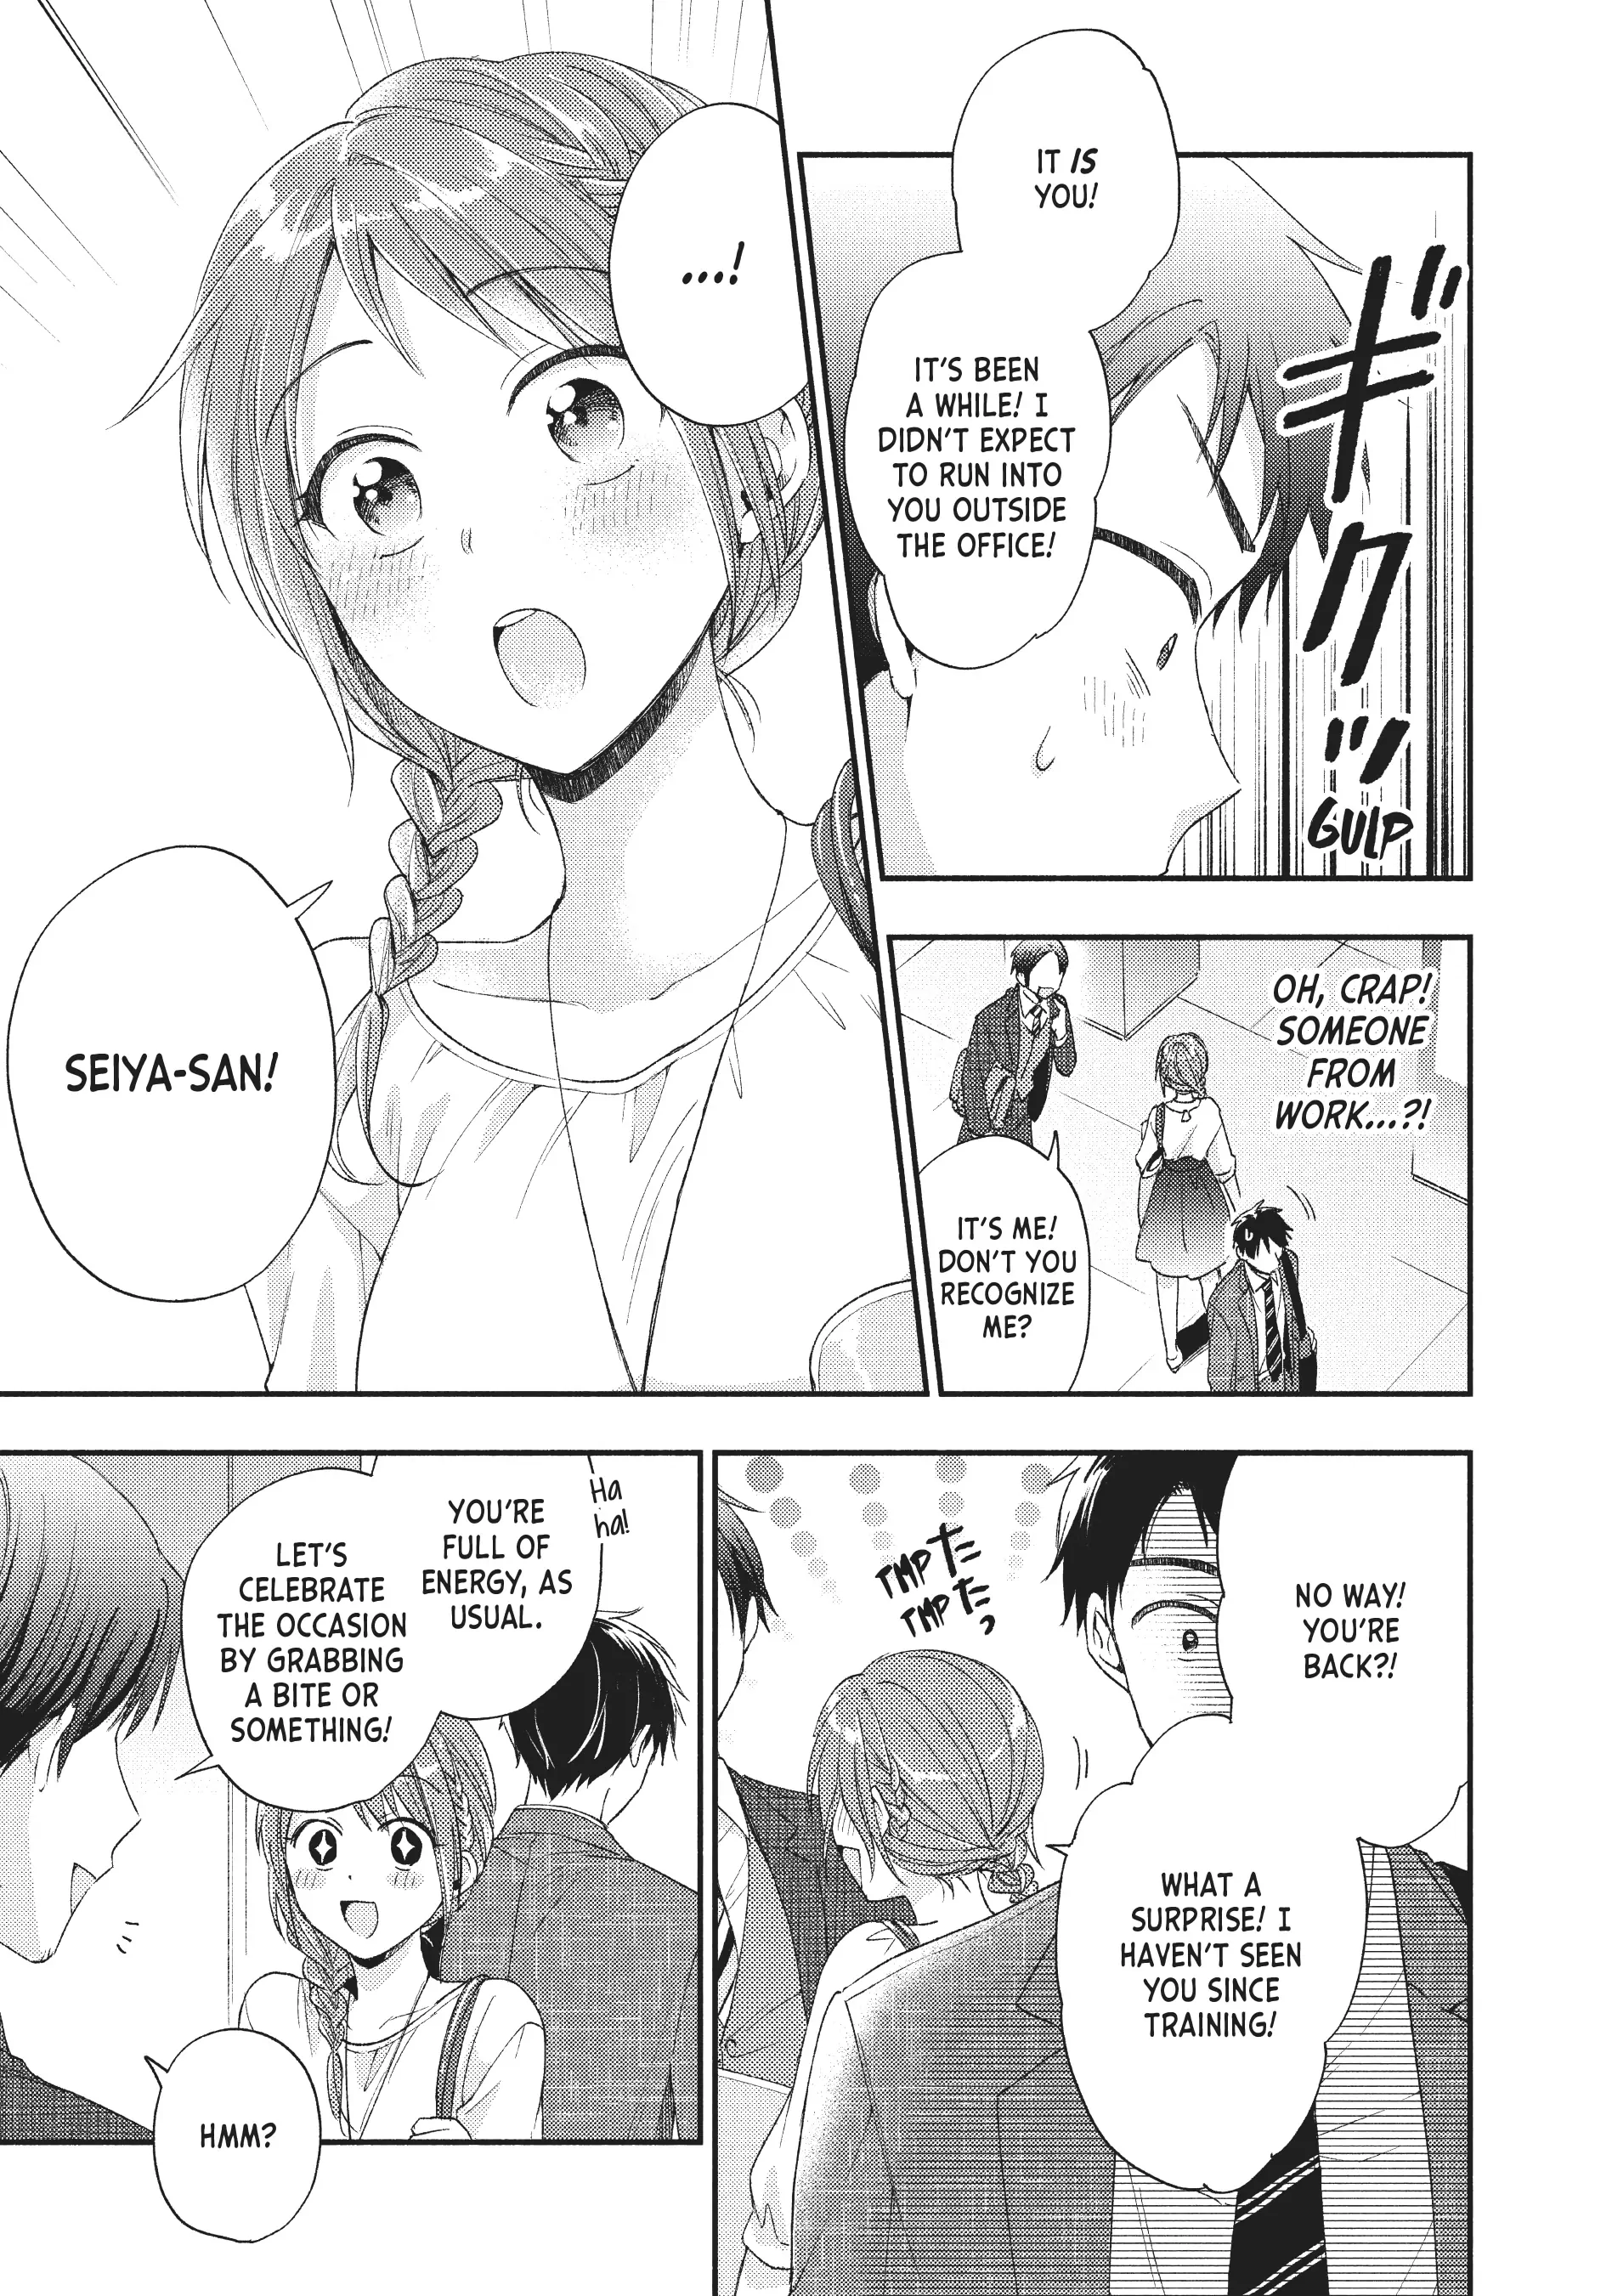 IT IS
YOU!
IT'S BEEN
A WHILE! I
DIDN'T EXPECT
TO RUN INTO
YOU OUTSIDE
THE OFFICE!
ギクッ
GULP
OH, CRAP!
SOMEONE
FROM
WORK...?!
IT'S ME!
DON'T YOU
RECOGNIZE
ME?
...!
SEIYA-SAN!
NO WAY!
YOU'RE
BACK?!
WHAT A
SURPRISE! I
HAVEN'T SEEN
YOU SINCE
TRAINING!
TMP た
TMP たっ
Ha
ha!
YOU'RE
FULL OF
ENERGY, AS
USUAL.
LET'S
CELEBRATE
THE OCCASION
BY GRABBING
A BITE OR
SOMETHING!
HMM?